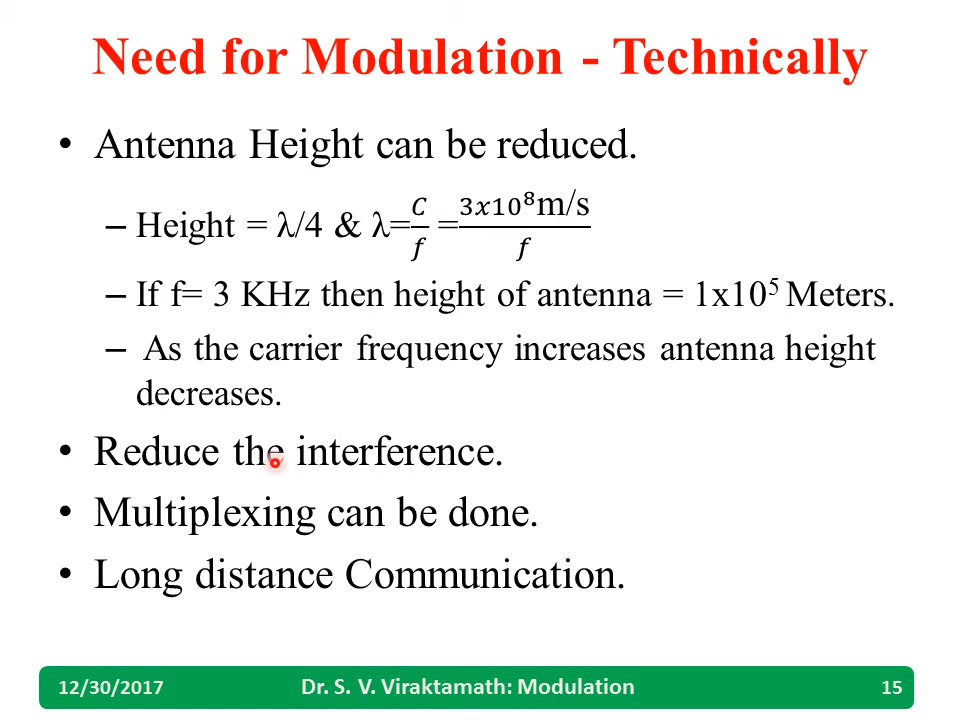 Need for Modulation - Technically
• Antenna Height can be reduced.
– Height = λ/4 & λ=C/f =3x10⁸m/s/f
– If f= 3 KHz then height of antenna = 1x10⁵ Meters.
– As the carrier frequency increases antenna height
decreases.
• Reduce the interference.
• Multiplexing can be done.
• Long distance Communication.
12/30/2017 Dr. S. V. Viraktamath: Modulation 15